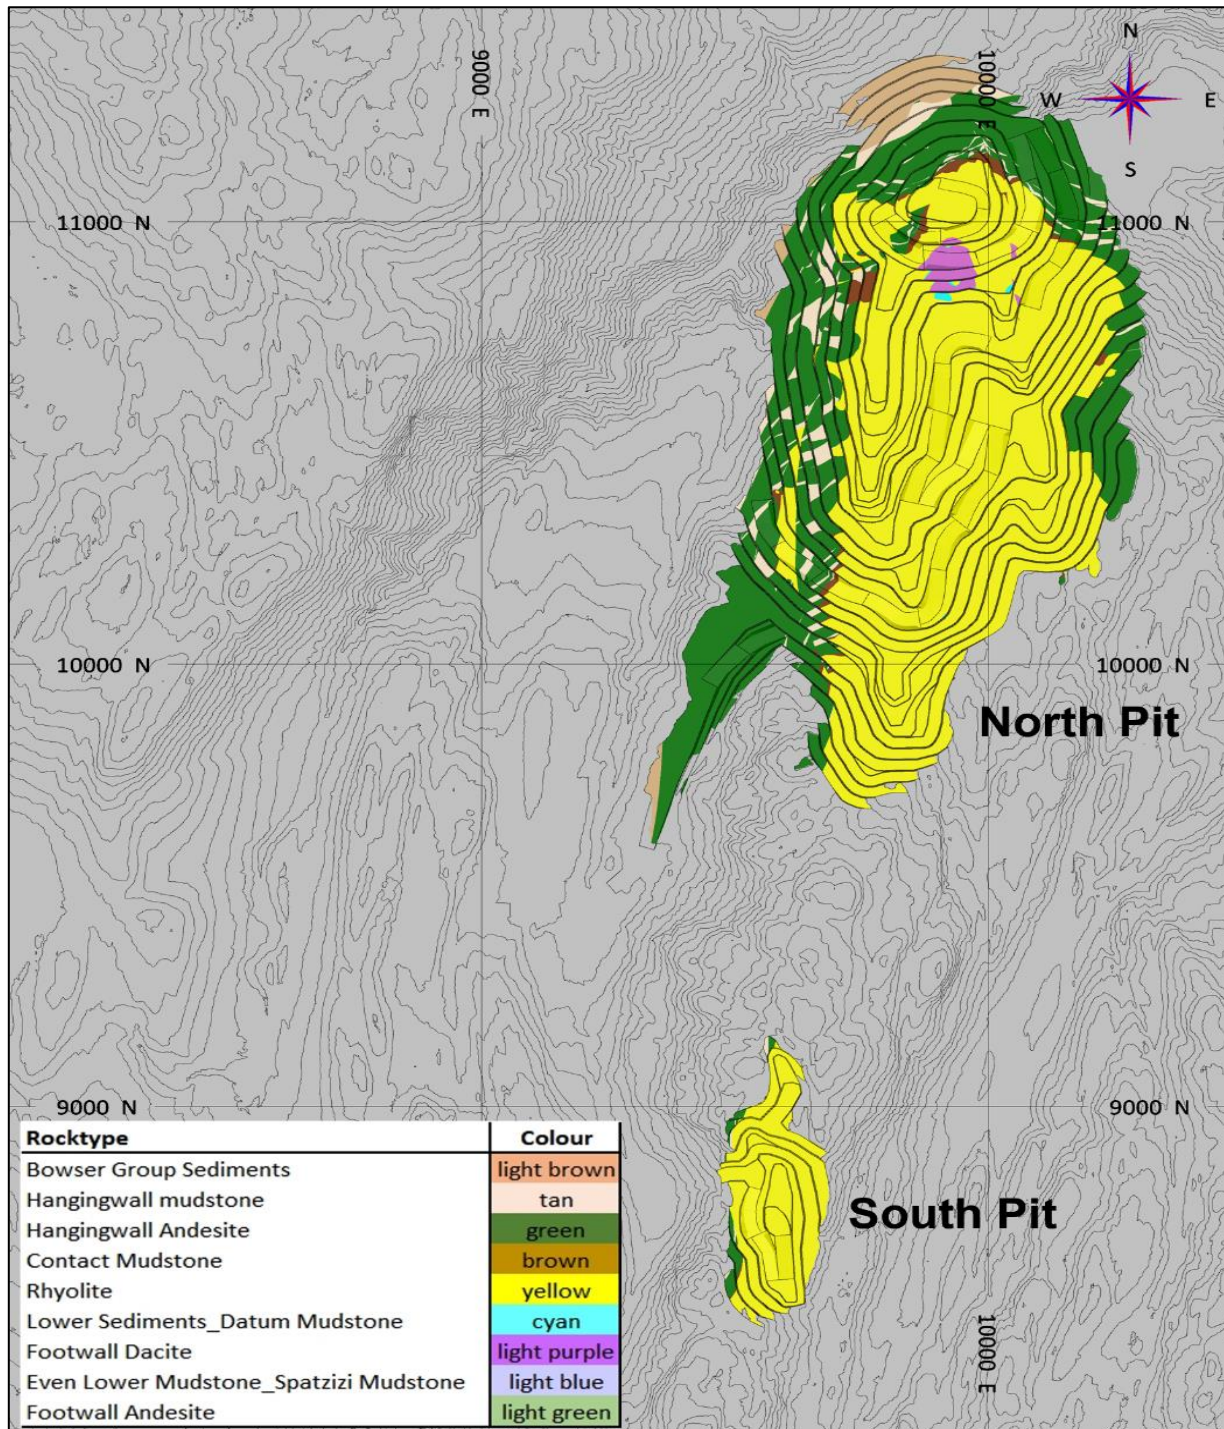 N
9000 E
10000 E
W
E
S
11000 N
11000 N
10000 N
10000 N
North Pit
9000 N
9000 N
Rocktype Colour
Bowser Group Sediments light brown
Hangingwall mudstone tan
Hangingwall Andesite green
Contact Mudstone brown
Rhyolite yellow
Lower Sediments_Datum Mudstone cyan
Footwall Dacite light purple
Even Lower Mudstone_Spatzizi Mudstone light blue
Footwall Andesite light green
South Pit
10000 E